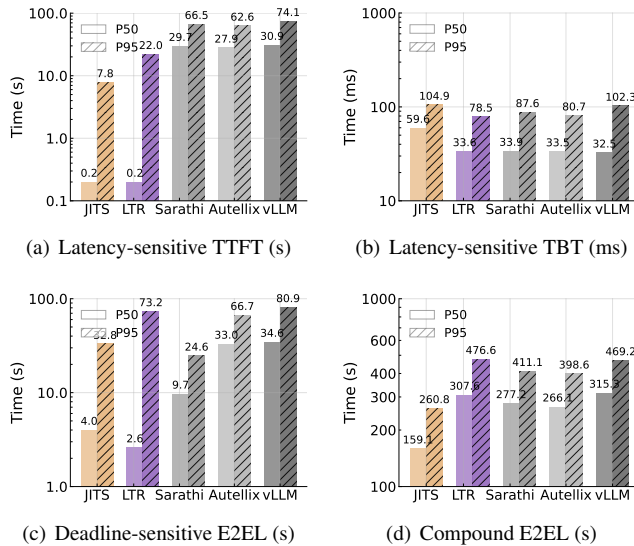 100.0
10.0
1.0
0.1
Time (s)
P50
P95
0.2
7.8
0.2
22.0
29.7
66.5
27.9
62.6
30.9
74.1
JITS LTR Sarathi Autellix vLLM
(a) Latency-sensitive TTFT (s)
1000
100
10
Time (ms)
P50
P95
59.6
104.9
33.6
78.5
33.9
87.6
33.5
80.7
32.5
102.3
JITS LTR Sarathi Autellix vLLM
(b) Latency-sensitive TBT (ms)
100.0
10.0
1.0
Time (s)
P50
P95
4.0
32.8
2.6
73.2
9.7
24.6
33.0
66.7
34.6
80.9
JITS LTR Sarathi Autellix vLLM
(c) Deadline-sensitive E2EL (s)
1000
600
400
300
200
100
Time (s)
P50
P95
159.1
260.8
307.6
476.6
277.2
411.1
266.1
398.6
315.3
469.2
JITS LTR Sarathi Autellix vLLM
(d) Compound E2EL (s)